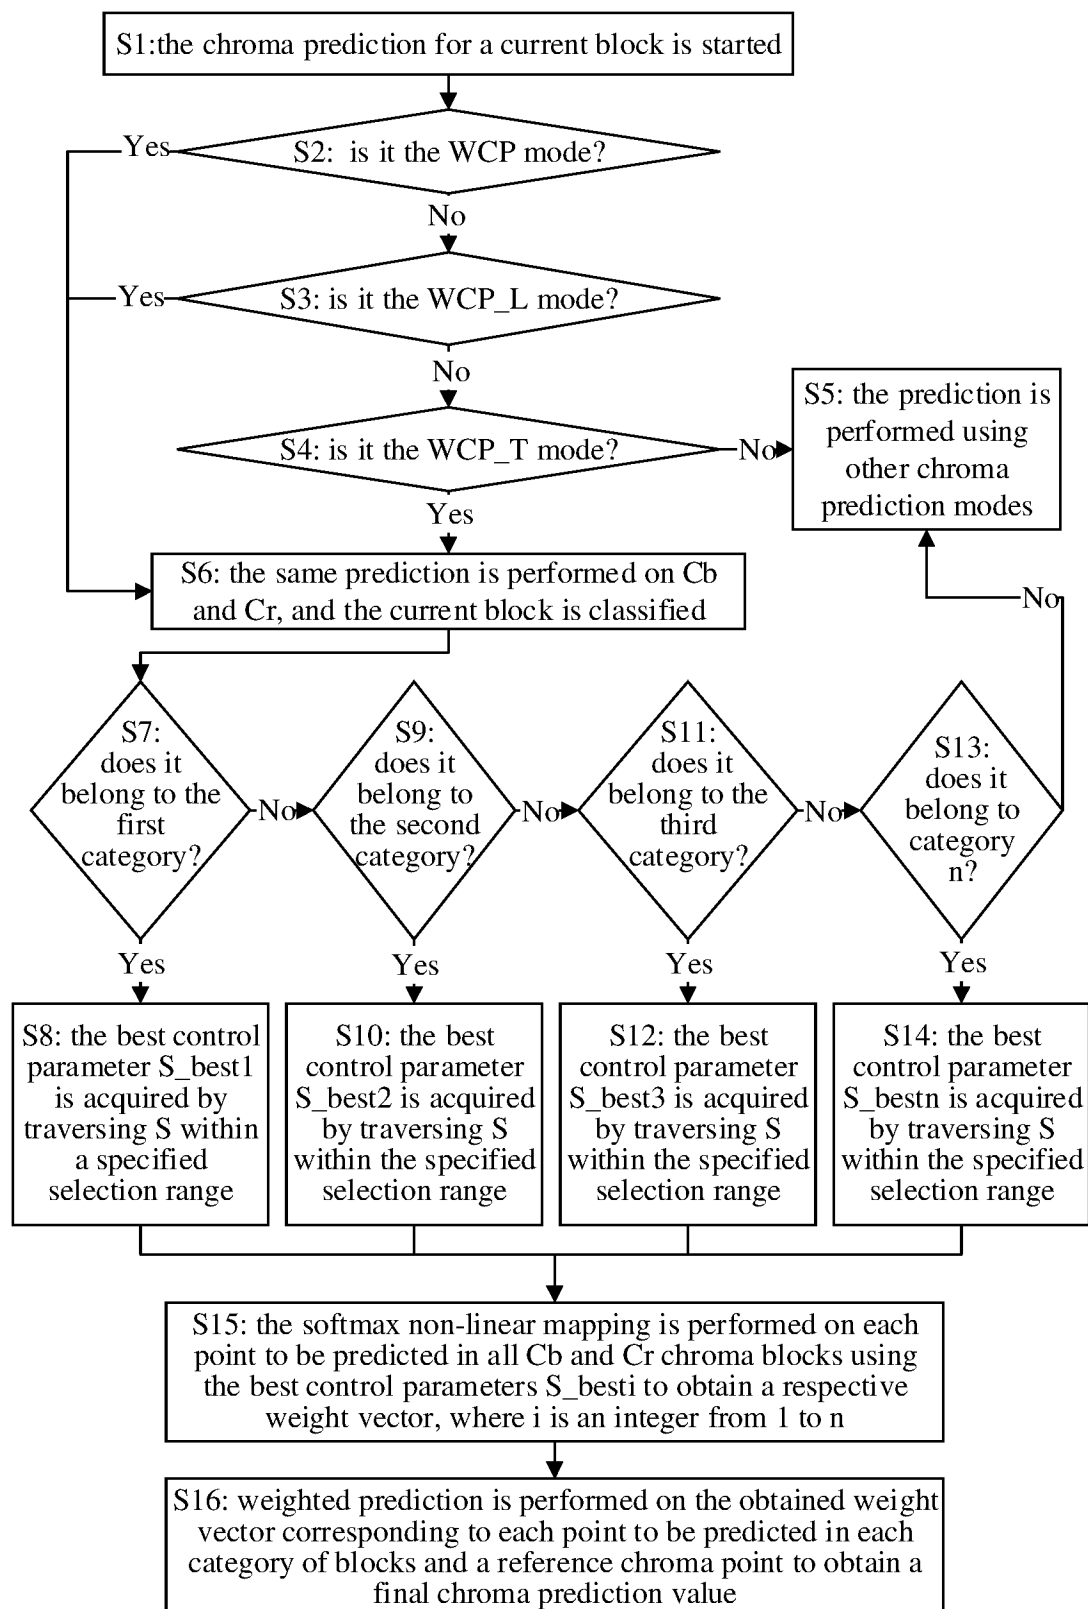 S1:the chroma prediction for a current block is started
Yes
S2: is it the WCP mode?
No
Yes
S3: is it the WCP_L mode?
No
S4: is it the WCP_T mode?
No
S5: the prediction is
performed using
other chroma
prediction modes
Yes
S6: the same prediction is performed on Cb
and Cr, and the current block is classified
No
S7:
does it
belong to the
first
category?
No
S9:
does it
belong to
the second
category?
No
S11:
does it
belong to the
third
category?
No
S13:
does it
belong to
category
n?
Yes
Yes
Yes
Yes
S8: the best control
parameter S_best1
is acquired by
traversing S within
a specified
selection range
S10: the best
control parameter
S_best2 is acquired
by traversing S
within the specified
selection range
S12: the best
control parameter
S_best3 is acquired
by traversing S
within the specified
selection range
S14: the best
control parameter
S_bestn is acquired
by traversing S
within the specified
selection range
S15: the softmax non-linear mapping is performed on each
point to be predicted in all Cb and Cr chroma blocks using
the best control parameters S_besti to obtain a respective
weight vector, where i is an integer from 1 to n
S16: weighted prediction is performed on the obtained weight
vector corresponding to each point to be predicted in each
category of blocks and a reference chroma point to obtain a
final chroma prediction value